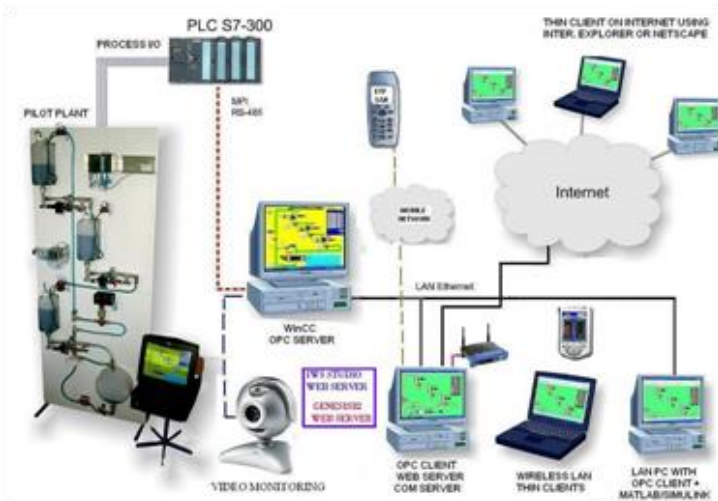 PLC S7-300
PROCESS I/O
MPI
RS-485
PILOT PLANT
THIN CLIENT ON INTERNET USING
INTER. EXPLORER OR NETSCAPE
Internet
MOBILE
NETWORK
LAN Ethernet
WinCC
OPC SERVER
IWS STUDIO
WEB SERVER
GENESIS32
WEB SERVER
VIDEO MONITORING
OPC CLIENT
WEB SERVER
COM SERVER
WIRELESS LAN
THIN CLIENTS
LAN PC WITH
OPC CLIENT +
MATLAB/SIMULINK